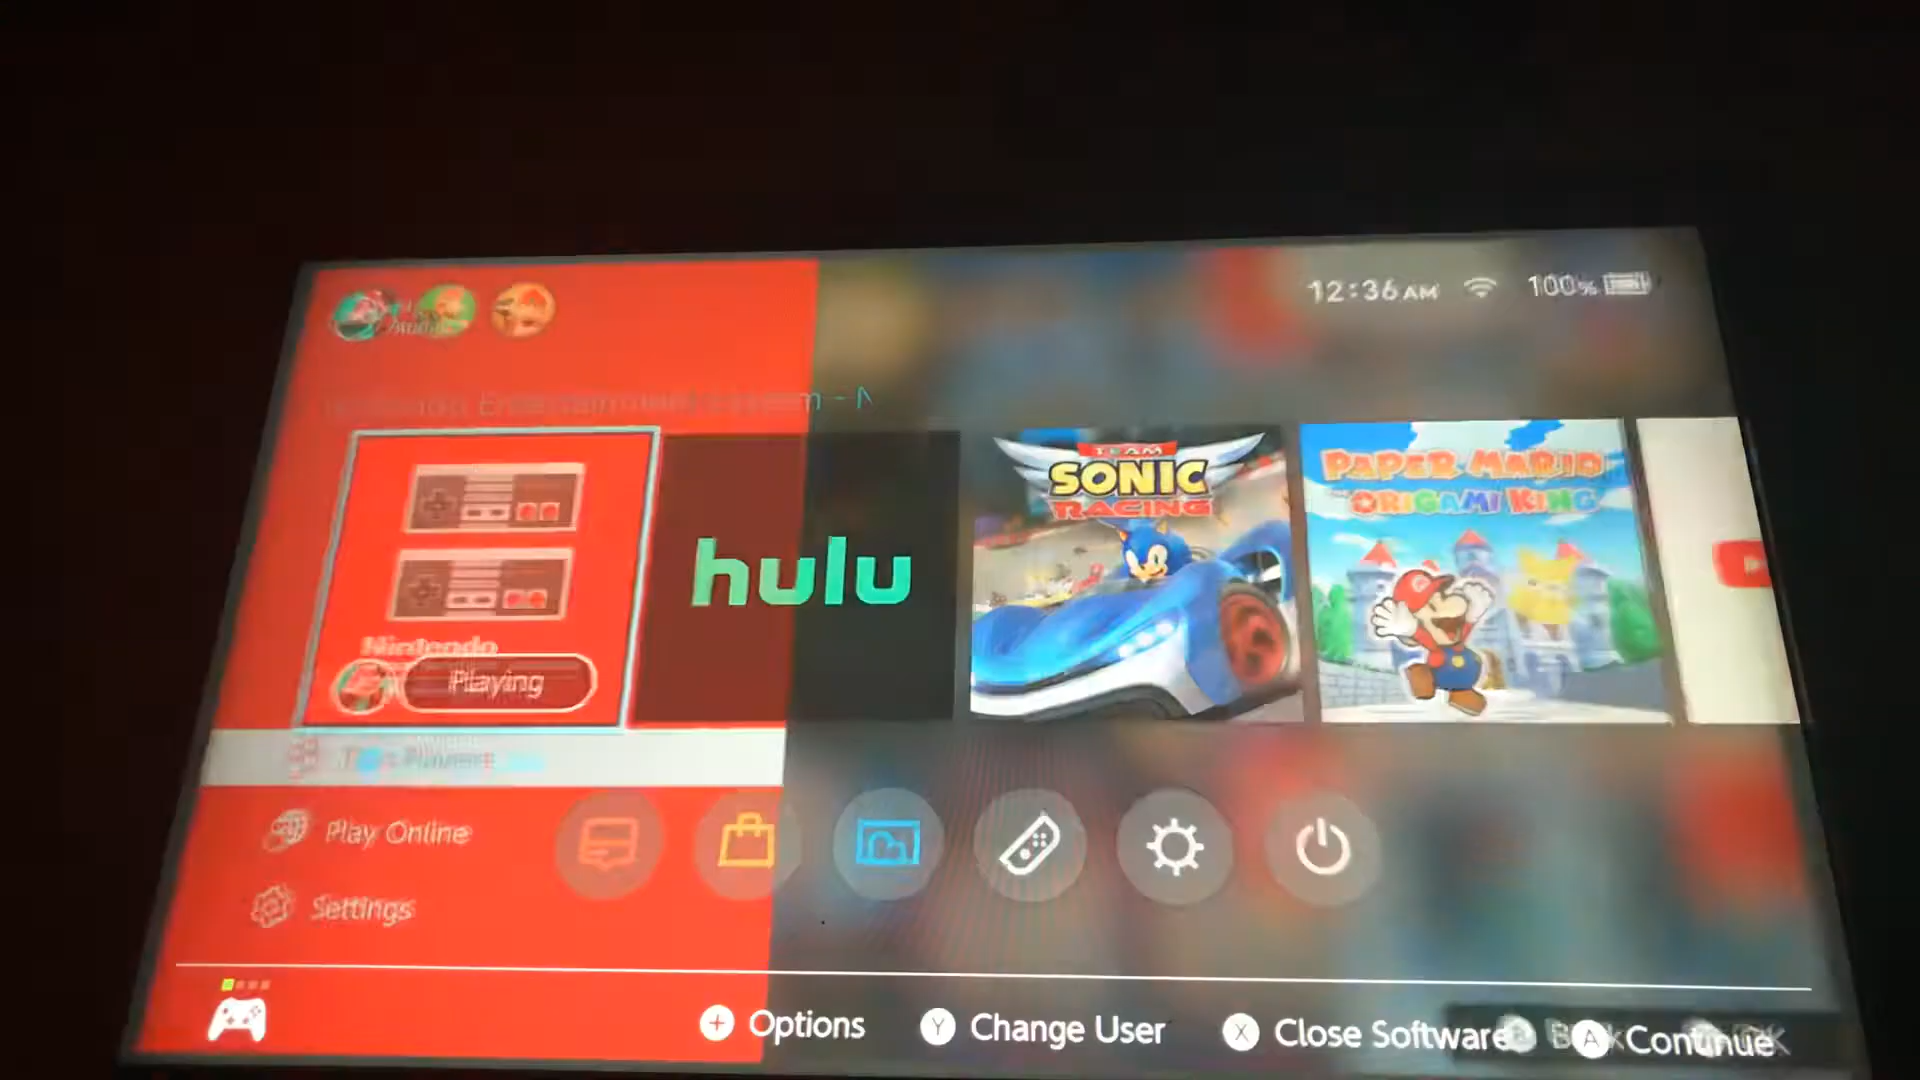 12:36 AM
100%
TEAM
SONIC
RACING
PAPER MARIO
ORIGAMI KING
hulu
Nintendo
Playing
Play Online
Settings
+ Options
Y Change User
X Close Software
A Continue